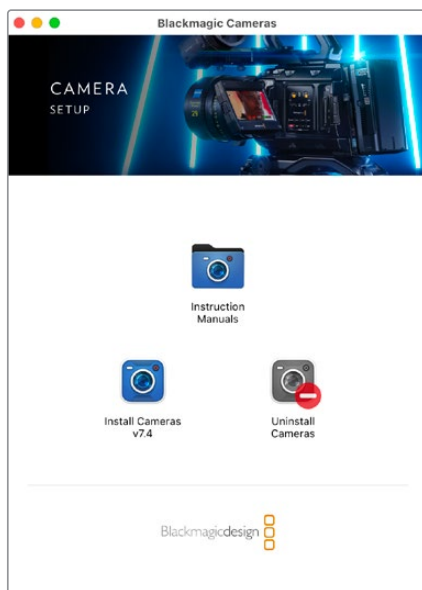 Blackmagic Cameras
CAMERA
SETUP
Instruction
Manuals
Install Cameras
v7.4
Uninstall
Cameras
Blackmagicdesign